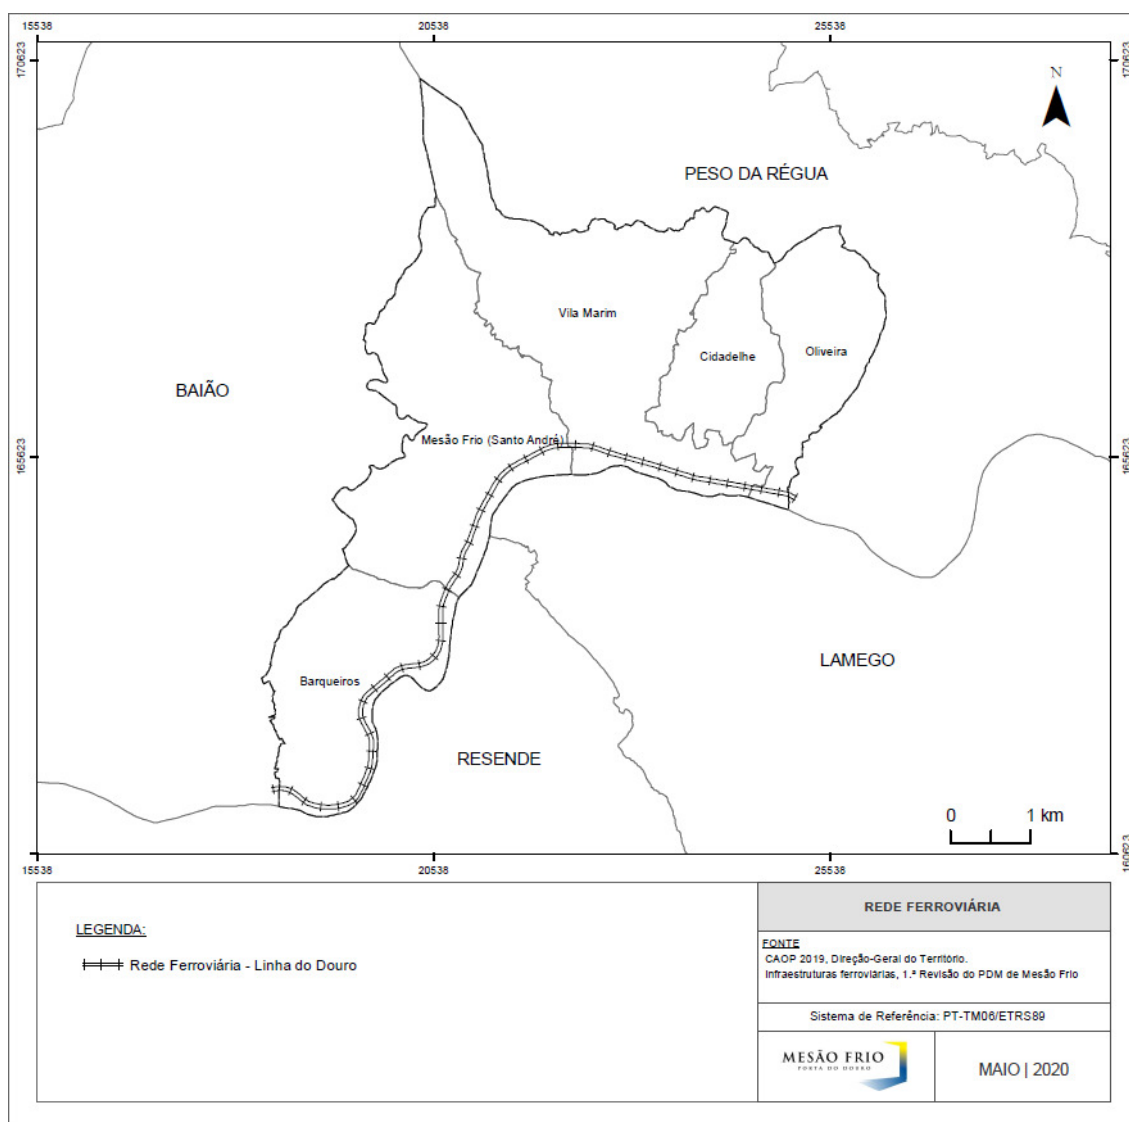 15538
20538
25538
170623
170623
N
PESO DA RÉGUA
Vila Marim
Cidadelhe
Oliveira
BAIÃO
Mesão Frio (Santo André)
165623
165623
Barqueiros
LAMEGO
RESENDE
0 1 km
160623
15538
20538
25538
LEGENDA:
Rede Ferroviária - Linha do Douro
REDE FERROVIÁRIA
FONTE
CAOP 2019, Direção-Geral do Território.
Infraestruturas ferroviárias, 1.ª Revisão do PDM de Mesão Frio
Sistema de Referência: PT-TM06/ETRS89
MESÃO FRIO
PORTA DO DOURO
MAIO | 2020